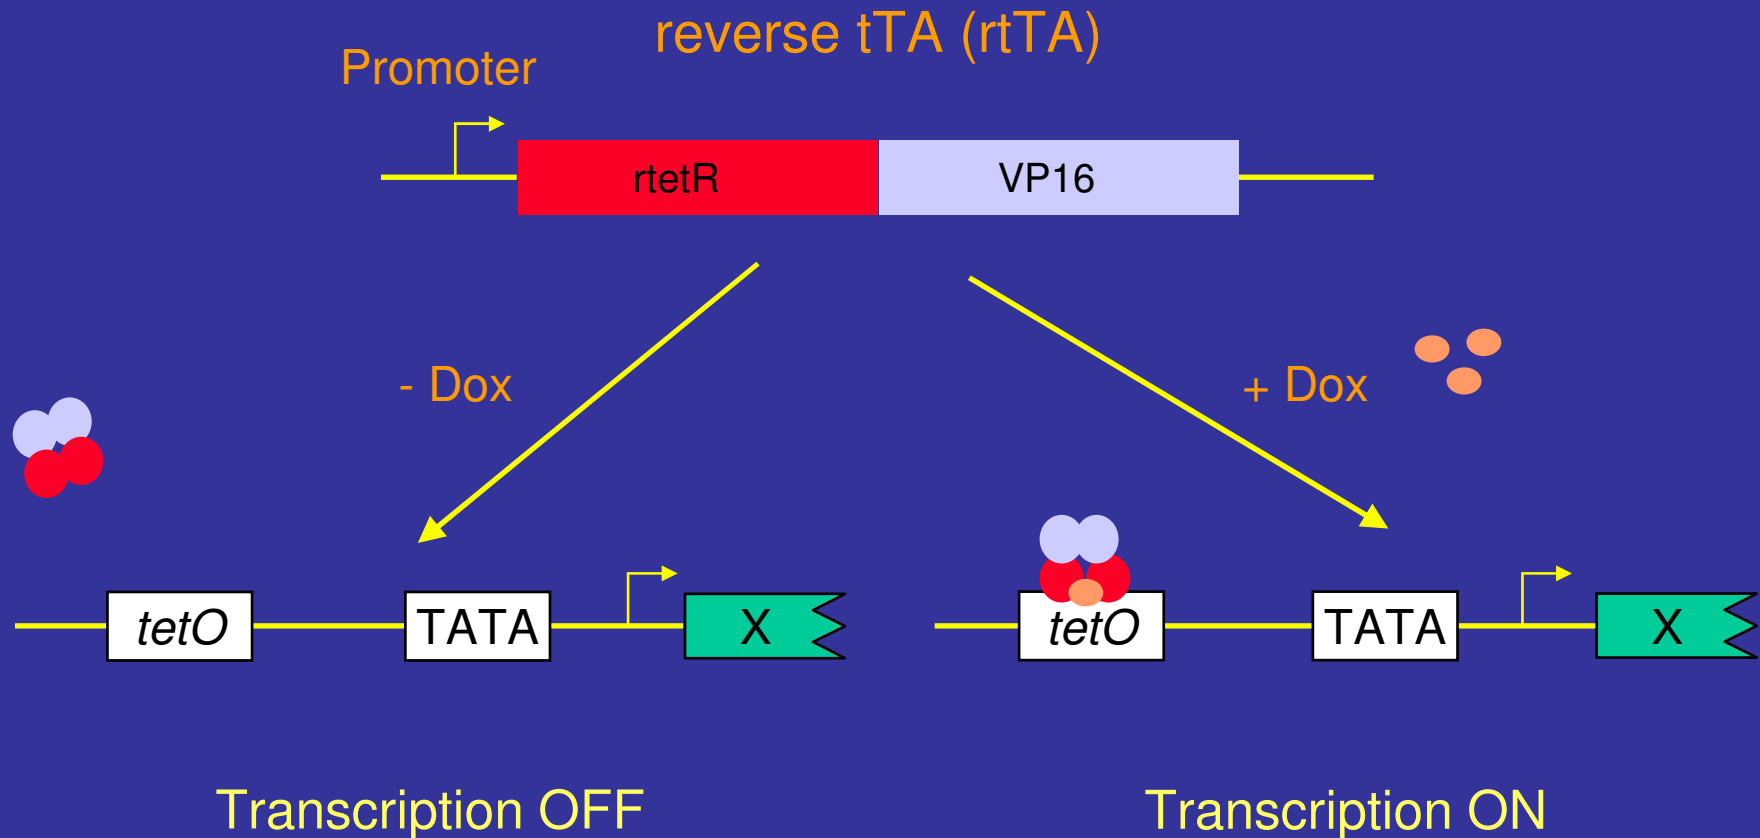 reverse tTA (rtTA)
Promoter
rtetR VP16
- Dox + Dox
tetO TATA X tetO TATA X
Transcription OFF Transcription ON